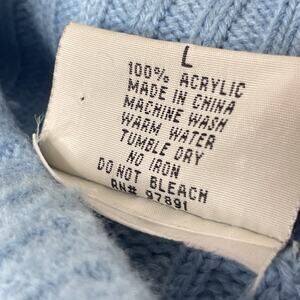 L
100% ACRYLIC
MADE IN CHINA
MACHINE WASH
WARM WATER
TUMBLE DRY
NO IRON
DO NOT BLEACH
RN# 97891